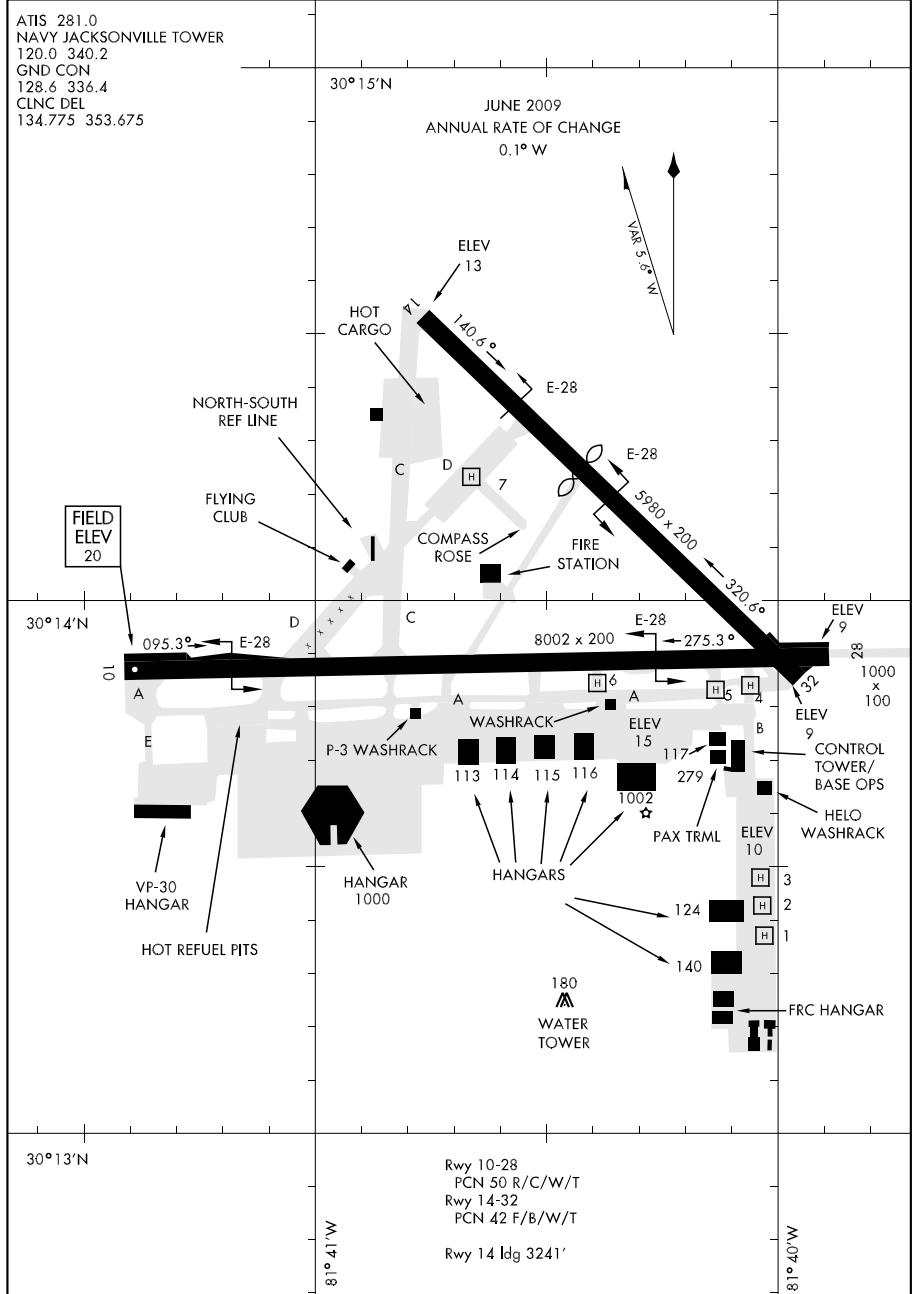 ATIS 281.0
NAVY JACKSONVILLE TOWER
120.0 340.2
GND CON
128.6 336.4
CLNC DEL
134.775 353.675
30°15'N
JUNE 2009
ANNUAL RATE OF CHANGE
0.1° W
VAR 5.6° W
ELEV
13
14
140.6°
HOT
CARGO
E-28
NORTH-SOUTH
REF LINE
C
D
H
7
E-28
5980 x 200
FLYING
CLUB
FIELD
ELEV
20
COMPASS
ROSE
FIRE
STATION
320.6°
30°14'N
D
C
x x x x x
095.3°
E-28
8002 x 200
E-28
275.3°
ELEV
9
10
28
1000
x
100
32
ELEV
9
A
A
A
H
6
H
5
H
4
B
E
WASHRACK
P-3 WASHRACK
ELEV
15
117
279
CONTROL
TOWER/
BASE OPS
113
114
115
116
1002
PAX TRML
HELO
WASHRACK
ELEV
10
VP-30
HANGAR
HANGAR
1000
HANGARS
HOT REFUEL PITS
H
3
H
2
H
1
124
140
180
WATER
TOWER
FRC HANGAR
30°13'N
Rwy 10-28
PCN 50 R/C/W/T
Rwy 14-32
PCN 42 F/B/W/T
Rwy 14 ldg 3241'
81° 41'W
81° 40'W